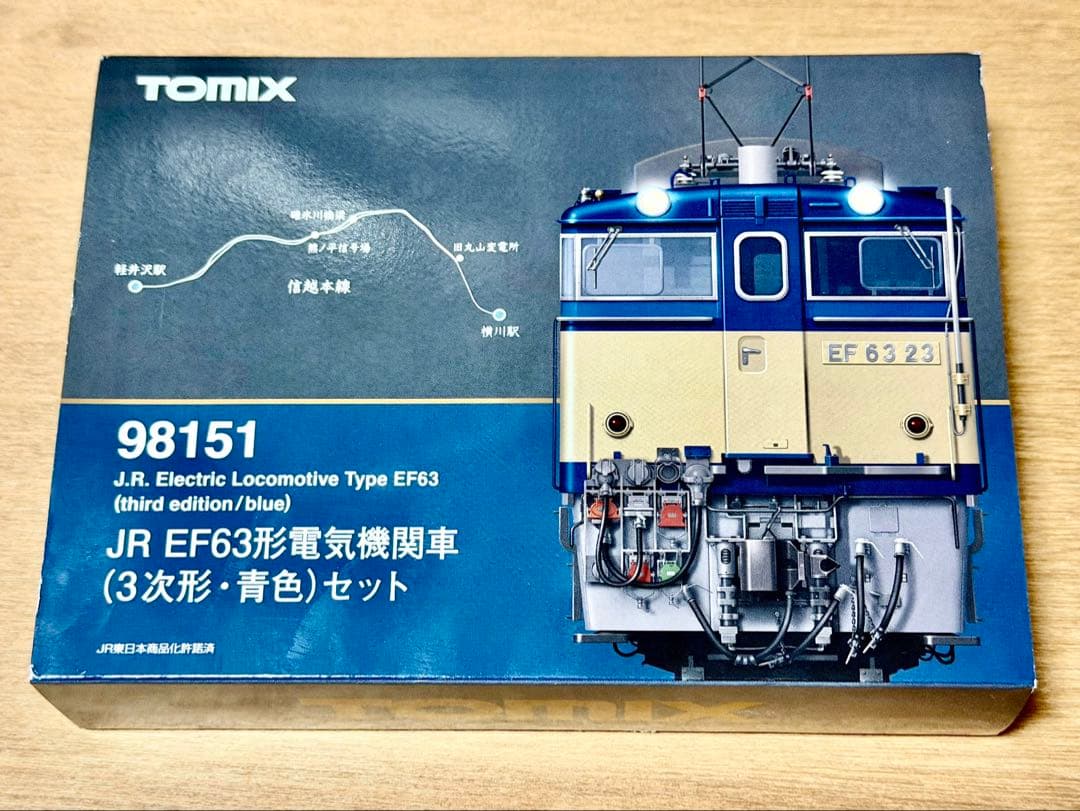 TOMIX
碓氷川橋梁
熊ノ平信号場
旧丸山変電所
軽井沢駅
信越本線
横川駅
EF 63 23
98151
J.R. Electric Locomotive Type EF63
(third edition/blue)
JR EF63形電気機関車
(3次形・青色)セット
JR東日本商品化許諾済
TOMIX